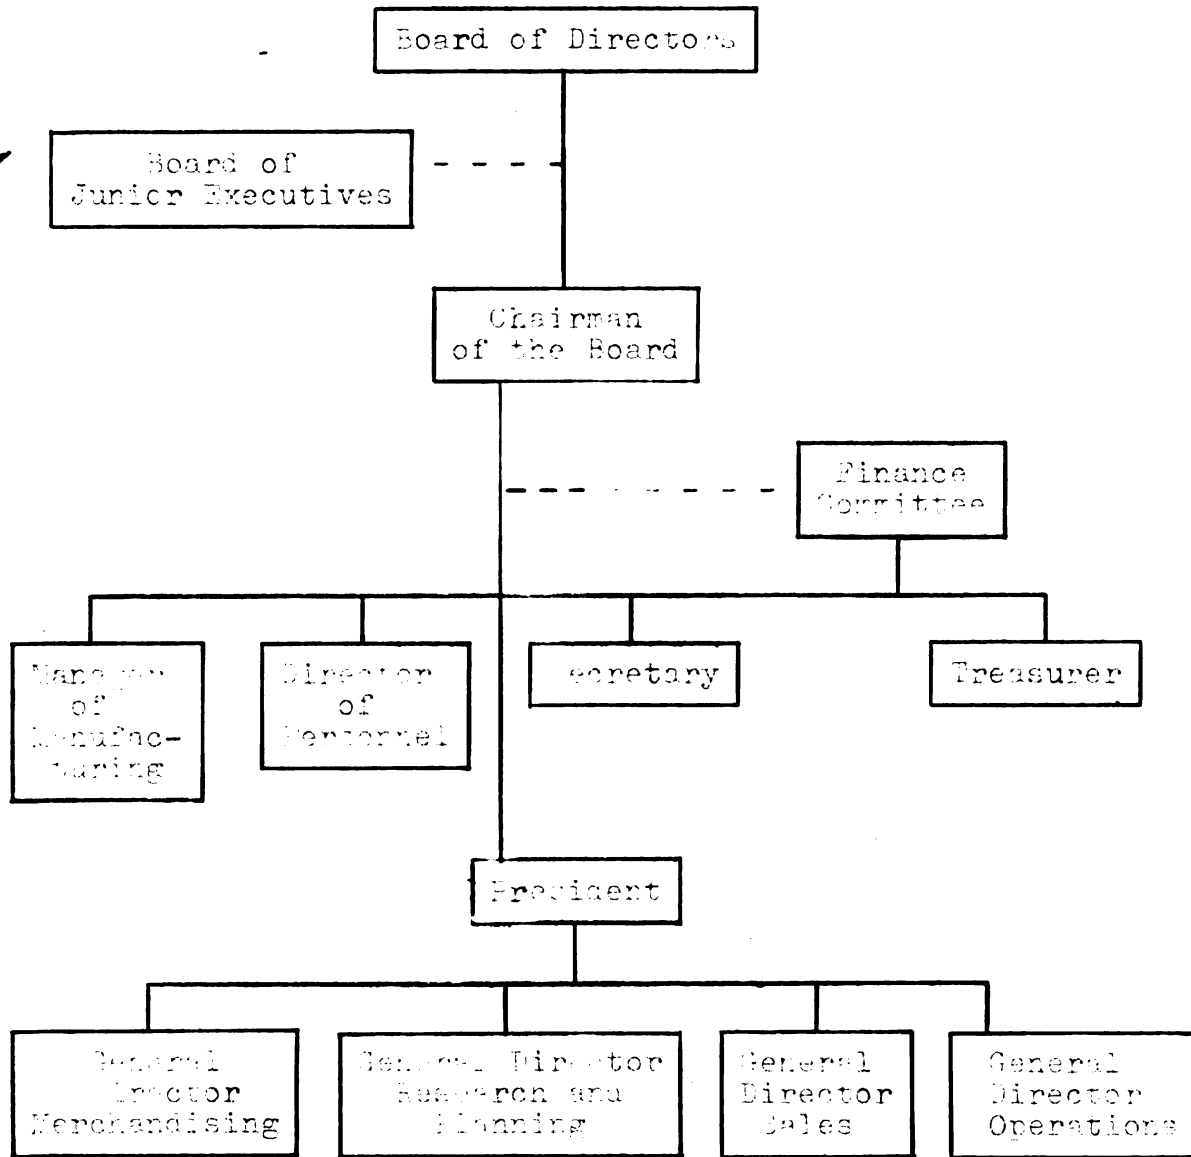 Board of Directors
Board of
Junior Executives
Chairman
of the Board
Finance
Committee
Manager
of
Manufac-
turing
Director
of
Personnel
Secretary
Treasurer
President
General
Director
Merchandising
General Director
Research and
Planning
General
Director
Sales
General
Director
Operations